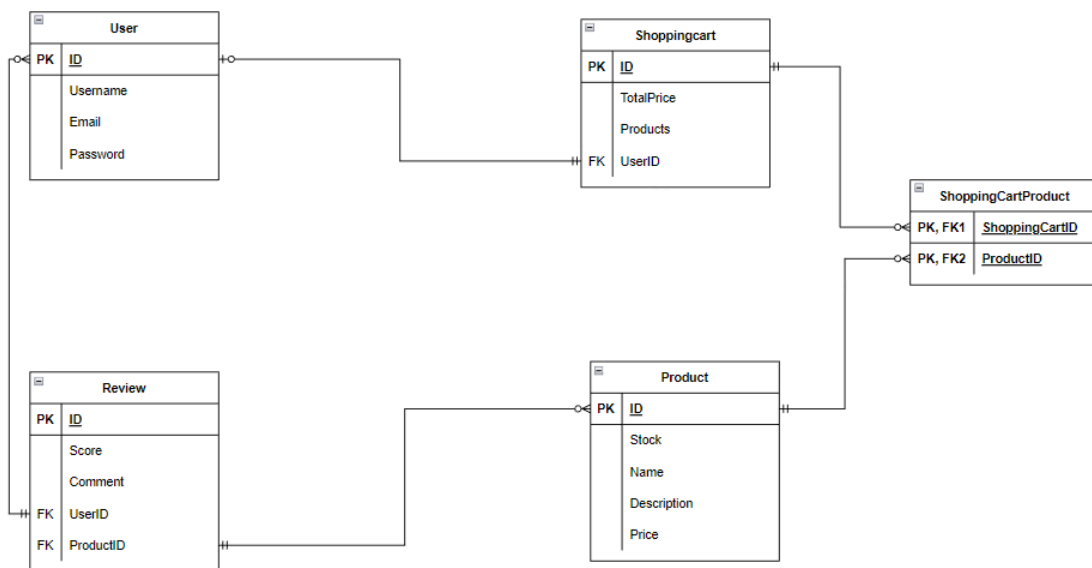 User
PK ID
Username
Email
Password
Shoppingcart
PK ID
TotalPrice
Products
FK UserID
ShoppingCartProduct
PK, FK1 ShoppingCartID
PK, FK2 ProductID
Review
PK ID
Score
Comment
FK UserID
FK ProductID
Product
PK ID
Stock
Name
Description
Price